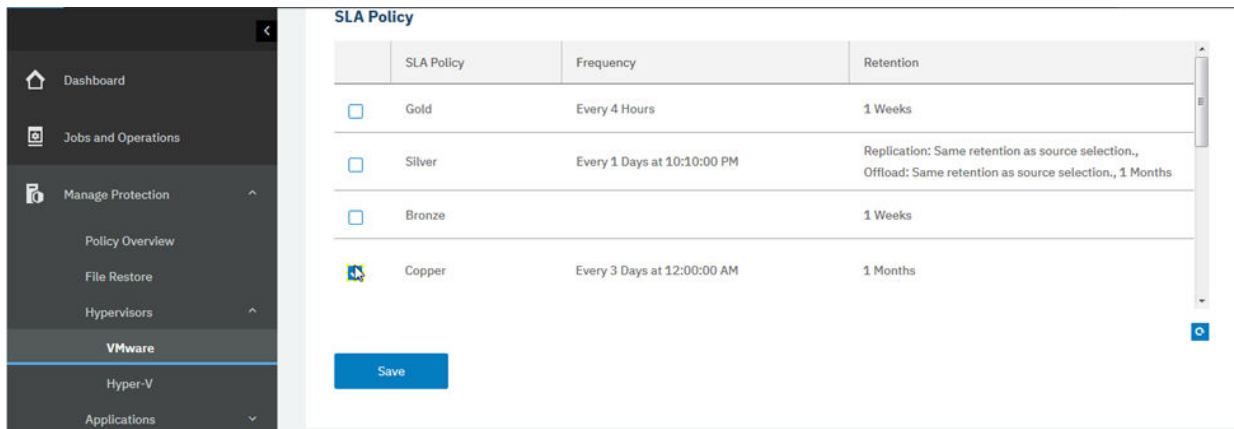 SLA Policy
SLA Policy Frequency Retention
Dashboard
Gold Every 4 Hours 1 Weeks
Jobs and Operations
Silver Every 1 Days at 10:10:00 PM Replication: Same retention as source selection.,
Offload: Same retention as source selection., 1 Months
Manage Protection
Bronze 1 Weeks
Policy Overview
File Restore
Copper Every 3 Days at 12:00:00 AM 1 Months
Hypervisors
VMware
Save
Hyper-V
Applications